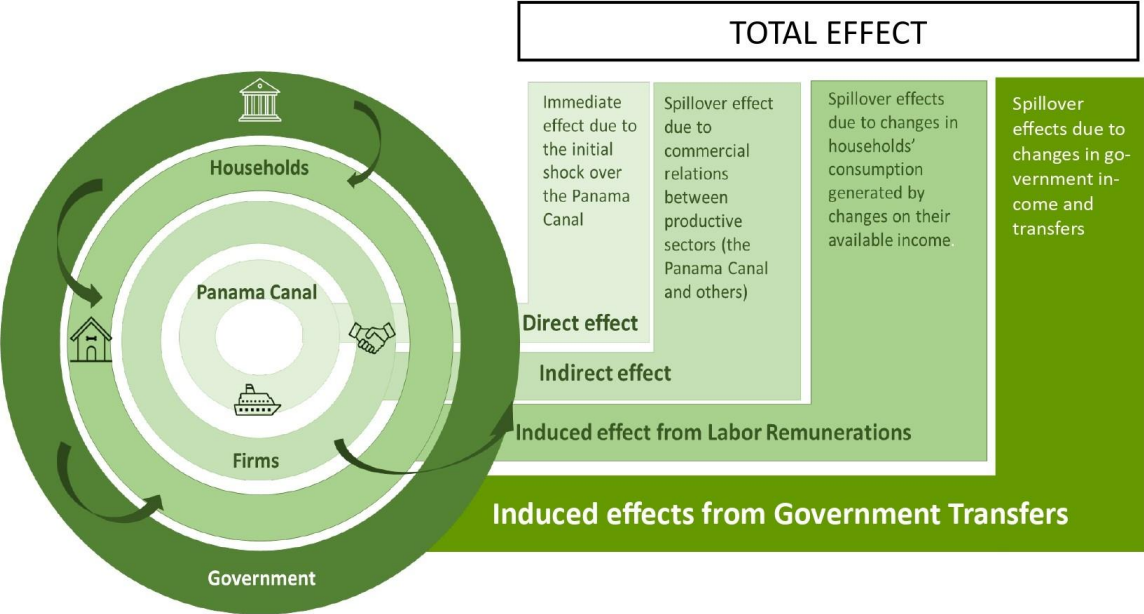 TOTAL EFFECT
Immediate
effect due to
the initial
shock over
the Panama
Canal
Spillover effect
due to
commercial
relations
between
productive
sectors (the
Panama Canal
and others)
Spillover effects
due to changes in
households’
consumption
generated by
changes on their
available income.
Spillover
effects due to
changes in go-
vernment in-
come and
transfers
Households
Panama Canal
Firms
Government
Direct effect
Indirect effect
Induced effect from Labor Remunerations
Induced effects from Government Transfers